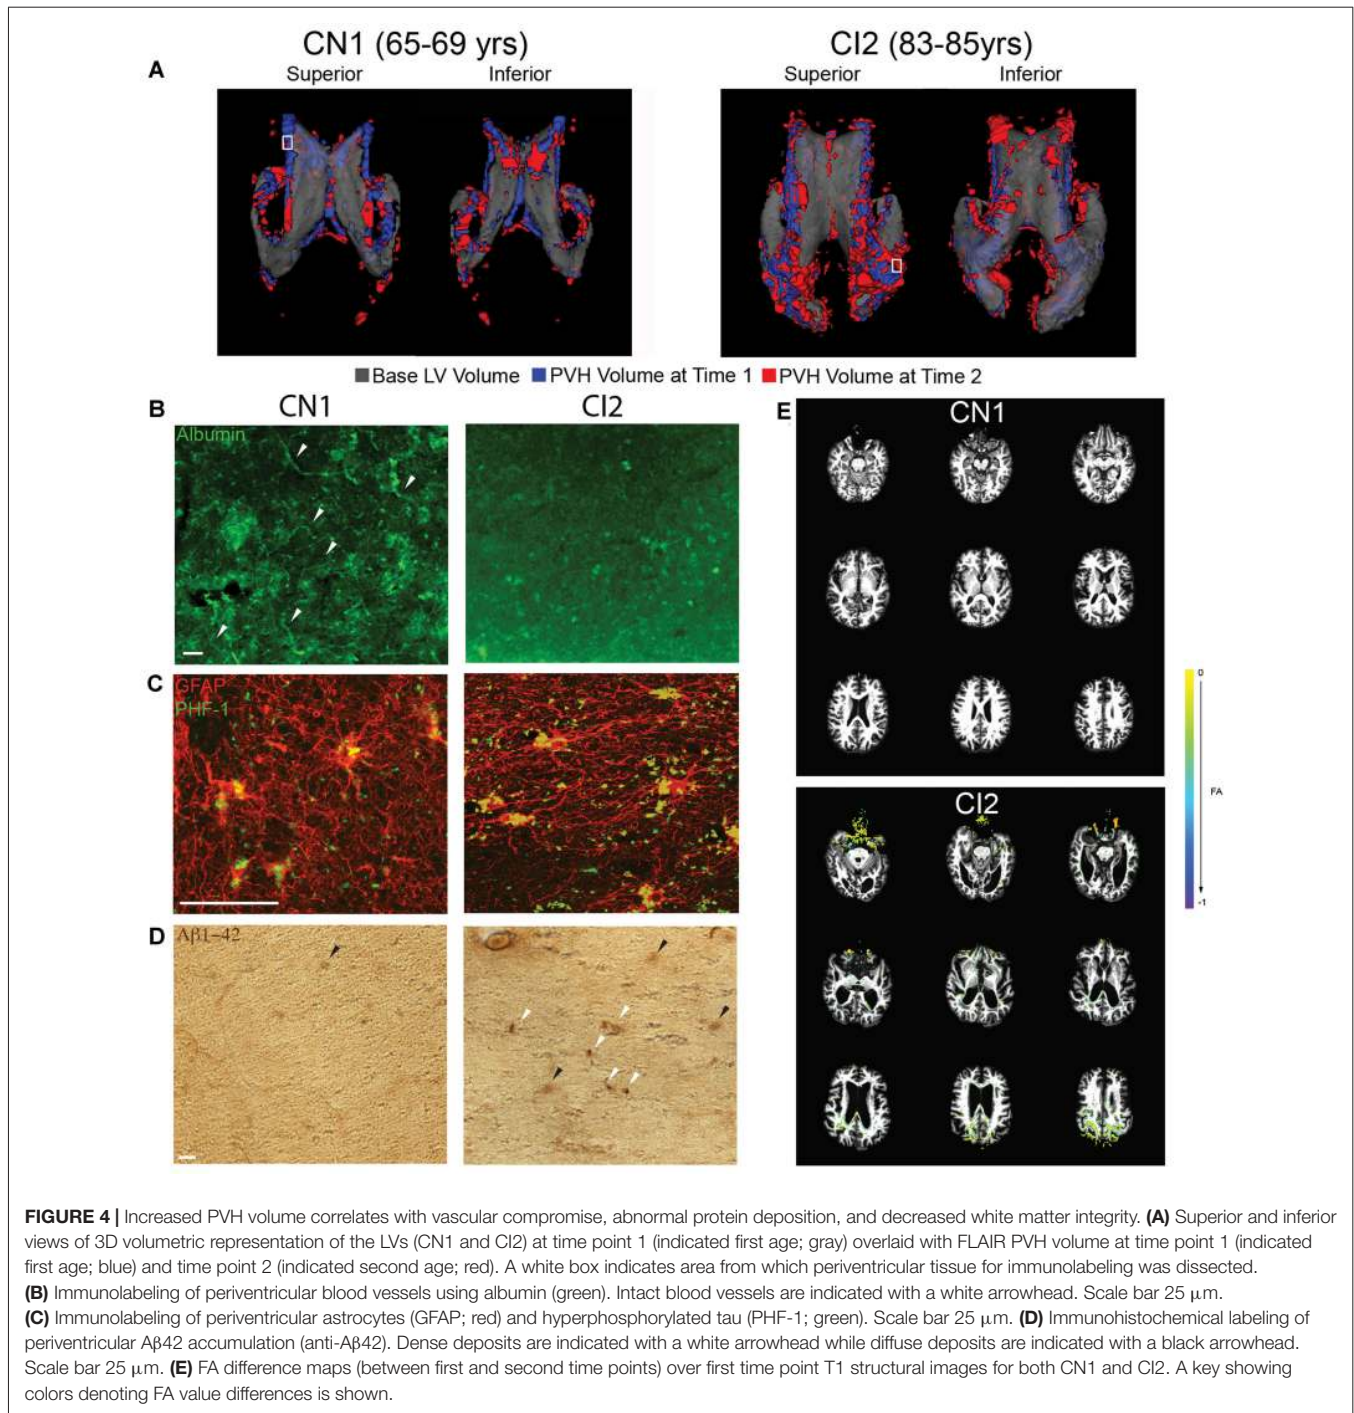 CN1 (65-69 yrs)
CI2 (83-85yrs)
A
Superior
Inferior
Superior
Inferior
Base LV Volume
PVH Volume at Time 1
PVH Volume at Time 2
B
CN1
CI2
Albumin
C
GFAP
PHF-1
D
Aβ1–42
E
CN1
CI2
0
FA
-1
FIGURE 4 | Increased PVH volume correlates with vascular compromise, abnormal protein deposition, and decreased white matter integrity. (A) Superior and inferior
views of 3D volumetric representation of the LVs (CN1 and CI2) at time point 1 (indicated first age; gray) overlaid with FLAIR PVH volume at time point 1 (indicated
first age; blue) and time point 2 (indicated second age; red). A white box indicates area from which periventricular tissue for immunolabeling was dissected.
(B) Immunolabeling of periventricular blood vessels using albumin (green). Intact blood vessels are indicated with a white arrowhead. Scale bar 25 μm.
(C) Immunolabeling of periventricular astrocytes (GFAP; red) and hyperphosphorylated tau (PHF-1; green). Scale bar 25 μm. (D) Immunohistochemical labeling of
periventricular Aβ42 accumulation (anti-Aβ42). Dense deposits are indicated with a white arrowhead while diffuse deposits are indicated with a black arrowhead.
Scale bar 25 μm. (E) FA difference maps (between first and second time points) over first time point T1 structural images for both CN1 and CI2. A key showing
colors denoting FA value differences is shown.